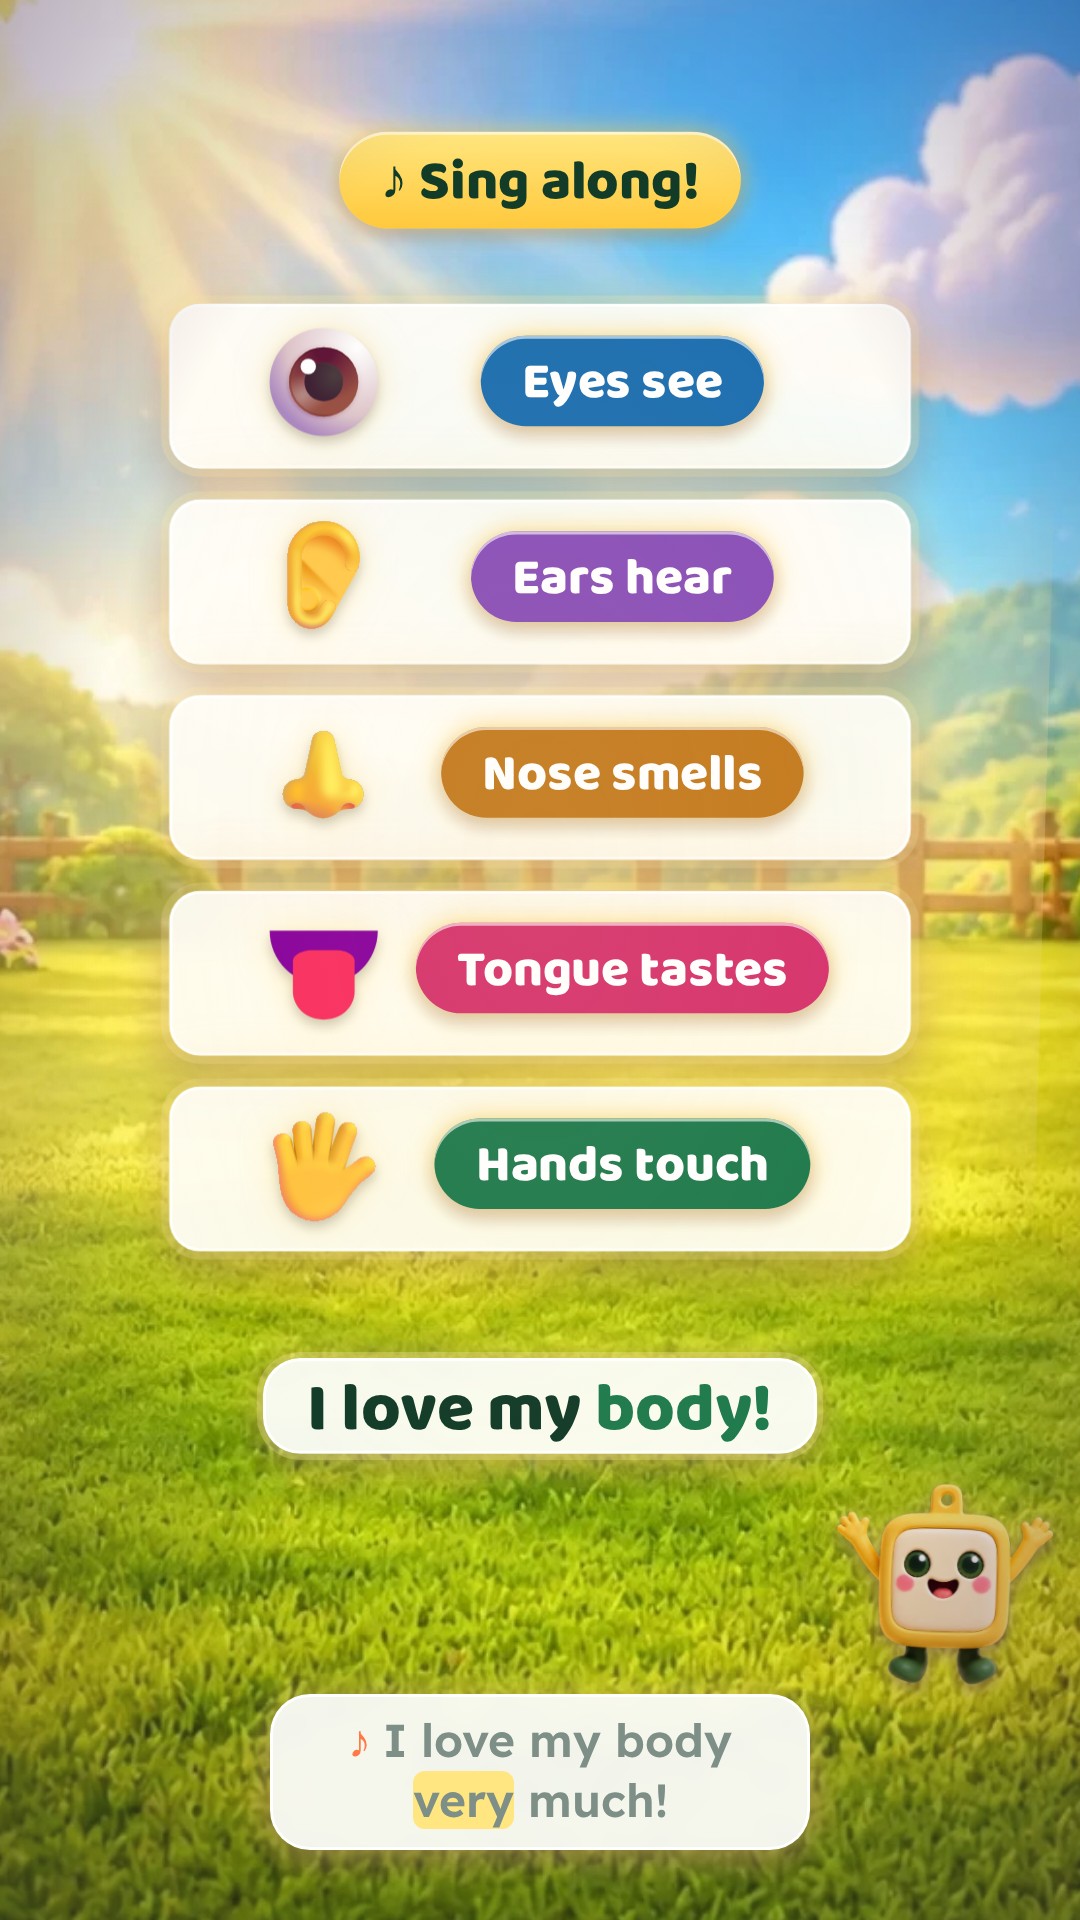 ♪ Sing along!
Eyes see
Ears hear
Nose smells
Tongue tastes
Hands touch
I love my body!
♪ I love my body
very much!